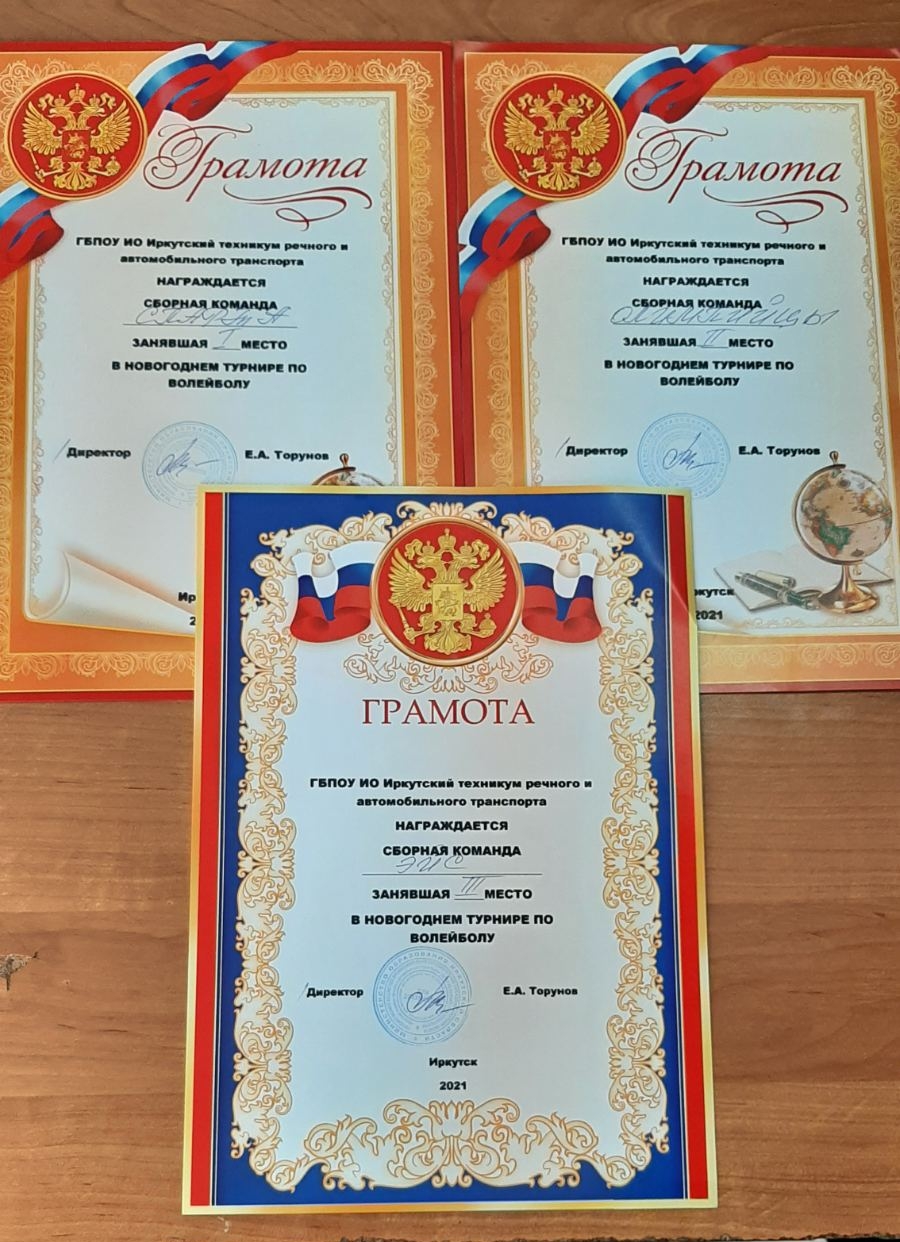 Грамота
ГБПОУ ИО Иркутский техникум речного и
автомобильного транспорта
НАГРАЖДАЕТСЯ
СБОРНАЯ КОМАНДА
СПАРТА
ЗАНЯВШАЯ I МЕСТО
В НОВОГОДНЕМ ТУРНИРЕ ПО
ВОЛЕЙБОЛУ
Директор Е.А. Торунов
Грамота
ГБПОУ ИО Иркутский техникум речного и
автомобильного транспорта
НАГРАЖДАЕТСЯ
СБОРНАЯ КОМАНДА
ОЛИМПИЙЦЫ
ЗАНЯВШАЯ II МЕСТО
В НОВОГОДНЕМ ТУРНИРЕ ПО
ВОЛЕЙБОЛУ
Директор Е.А. Торунов
2021
ГРАМОТА
ГБПОУ ИО Иркутский техникум речного и
автомобильного транспорта
НАГРАЖДАЕТСЯ
СБОРНАЯ КОМАНДА
ЭИС
ЗАНЯВШАЯ III МЕСТО
В НОВОГОДНЕМ ТУРНИРЕ ПО
ВОЛЕЙБОЛУ
Директор Е.А. Торунов
Иркутск
2021